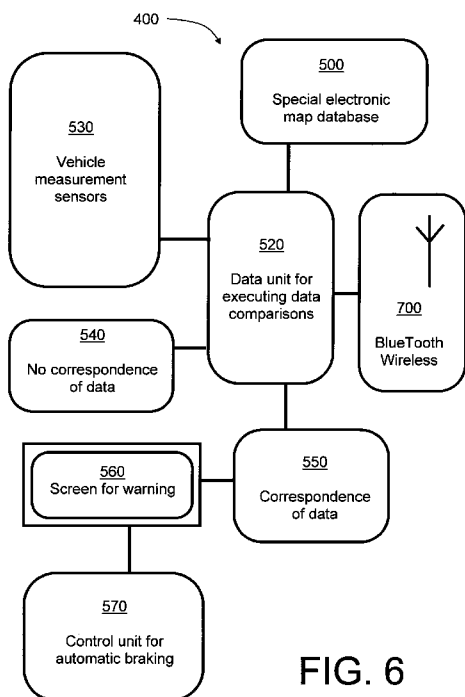 400
500
Special electronic
map database
530
Vehicle
measurement
sensors
520
Data unit for
executing data
comparisons
700
BlueTooth
Wireless
540
No correspondence
of data
560
Screen for warning
550
Correspondence
of data
570
Control unit for
automatic braking
FIG. 6